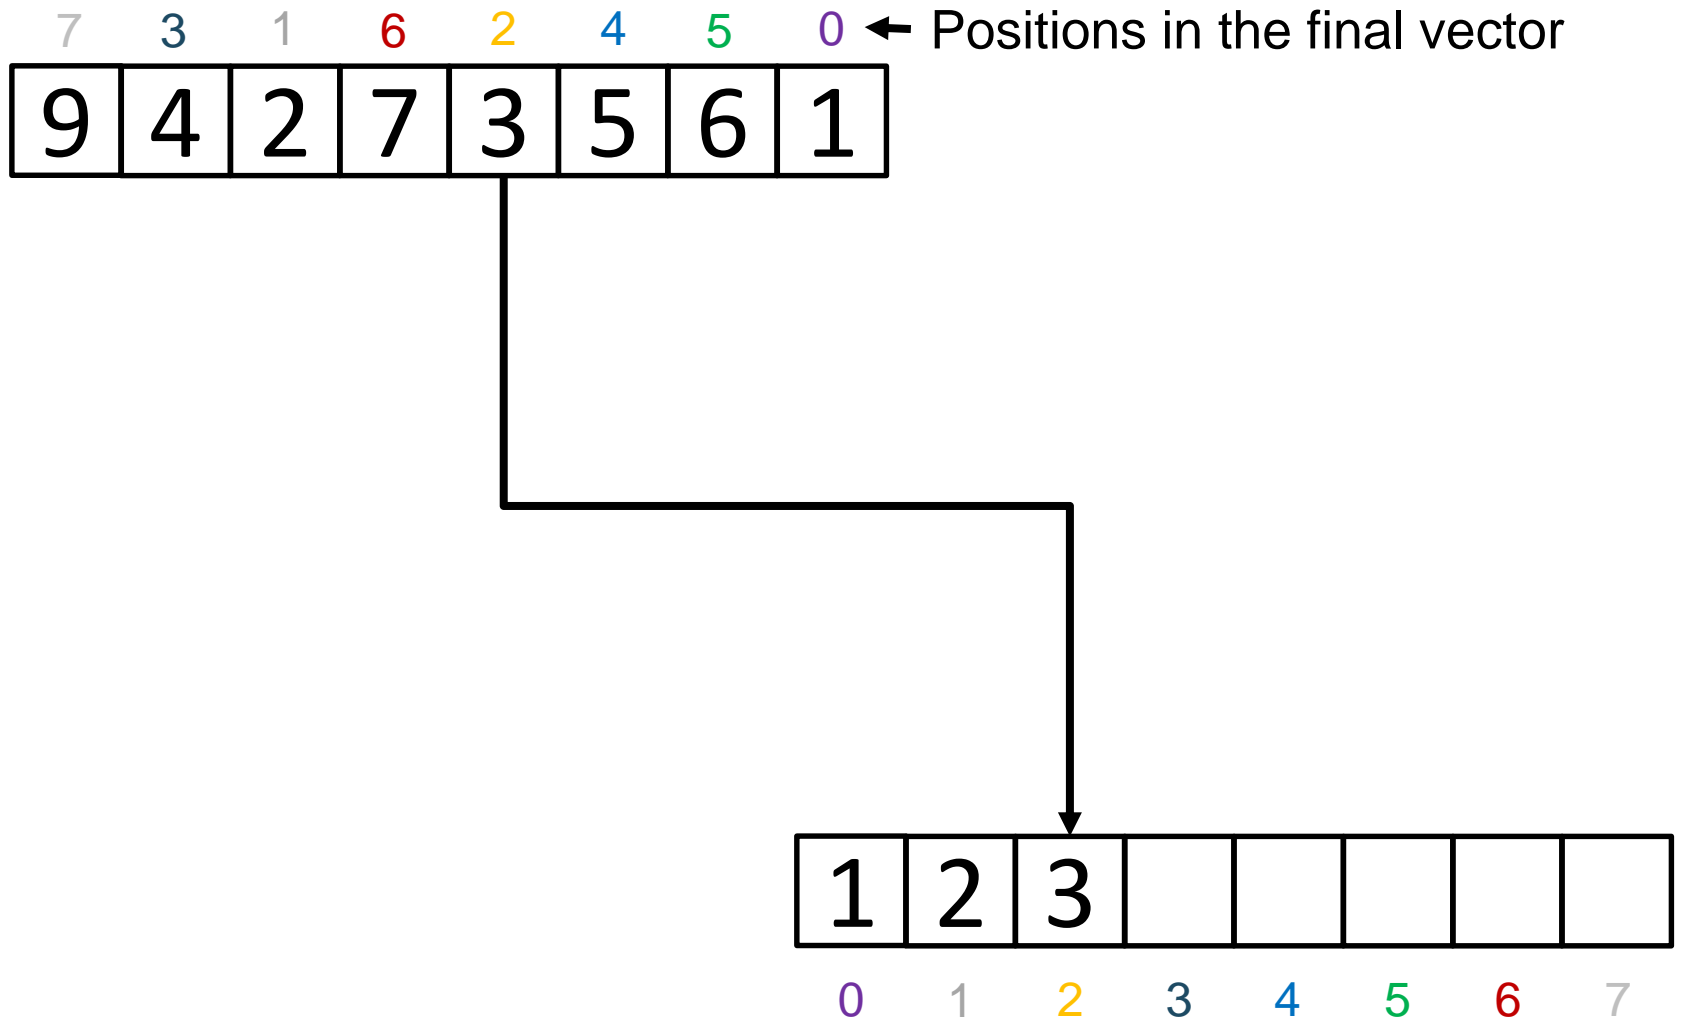 7 3 1 6 2 4 5 0 Positions in the final vector
9 4 2 7 3 5 6 1
1 2 3
0 1 2 3 4 5 6 7